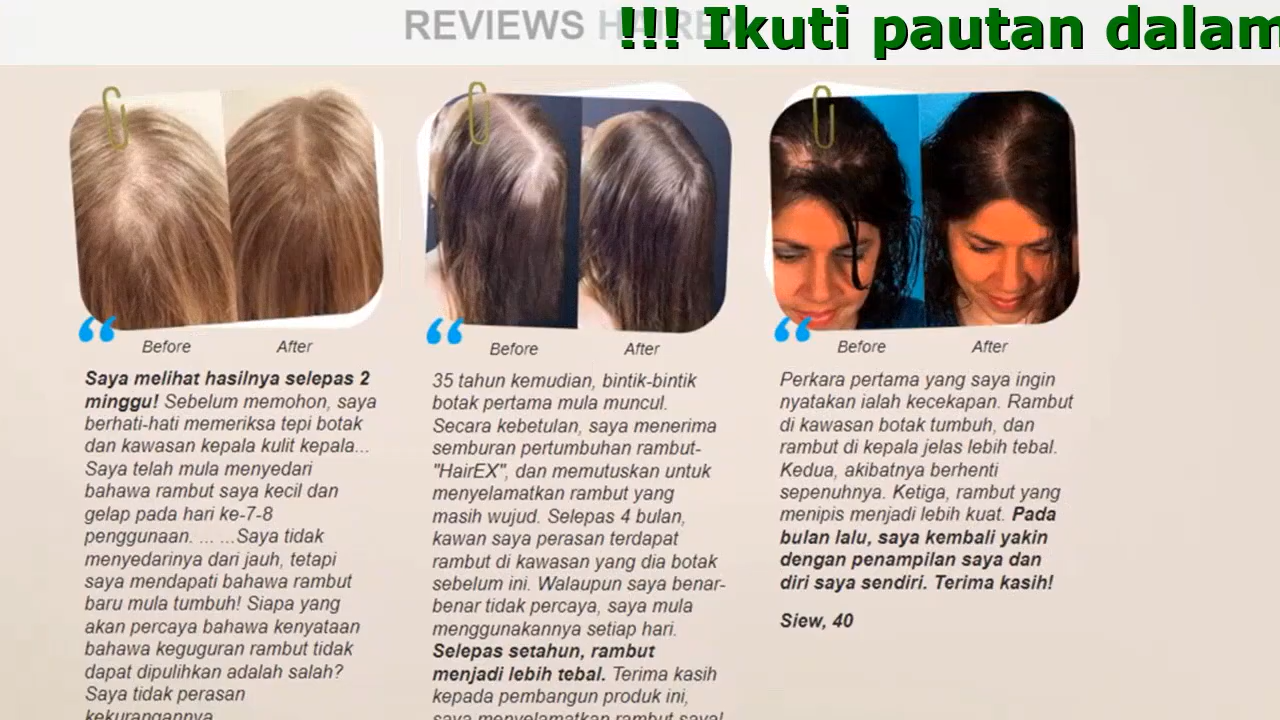 REVIEWS
!!! Ikuti pautan dalam
Before After
Saya melihat hasilnya selepas 2
minggu! Sebelum memohon, saya
berhati-hati memeriksa tepi botak
dan kawasan kepala kulit kepala...
Saya telah mula menyedari
bahawa rambut saya kecil dan
gelap pada hari ke-7-8
penggunaan. ... ...Saya tidak
menyedarinya dari jauh, tetapi
saya mendapati bahawa rambut
baru mula tumbuh! Siapa yang
akan percaya bahawa kenyataan
bahawa keguguran rambut tidak
dapat dipulihkan adalah salah?
Saya tidak perasan
kekurangannya
Before After
35 tahun kemudian, bintik-bintik
botak pertama mula muncul.
Secara kebetulan, saya menerima
semburan pertumbuhan rambut-
"HairEX", dan memutuskan untuk
menyelamatkan rambut yang
masih wujud. Selepas 4 bulan,
kawan saya perasan terdapat
rambut di kawasan yang dia botak
sebelum ini. Walaupun saya benar-
benar tidak percaya, saya mula
menggunakannya setiap hari.
Selepas setahun, rambut
menjadi lebih tebal. Terima kasih
kepada pembangun produk ini,
saya menyelamatkan rambut saya!
Before After
Perkara pertama yang saya ingin
nyatakan ialah kecekapan. Rambut
di kawasan botak tumbuh, dan
rambut di kepala jelas lebih tebal.
Kedua, akibatnya berhenti
sepenuhnya. Ketiga, rambut yang
menipis menjadi lebih kuat. Pada
bulan lalu, saya kembali yakin
dengan penampilan saya dan
diri saya sendiri. Terima kasih!
Siew, 40